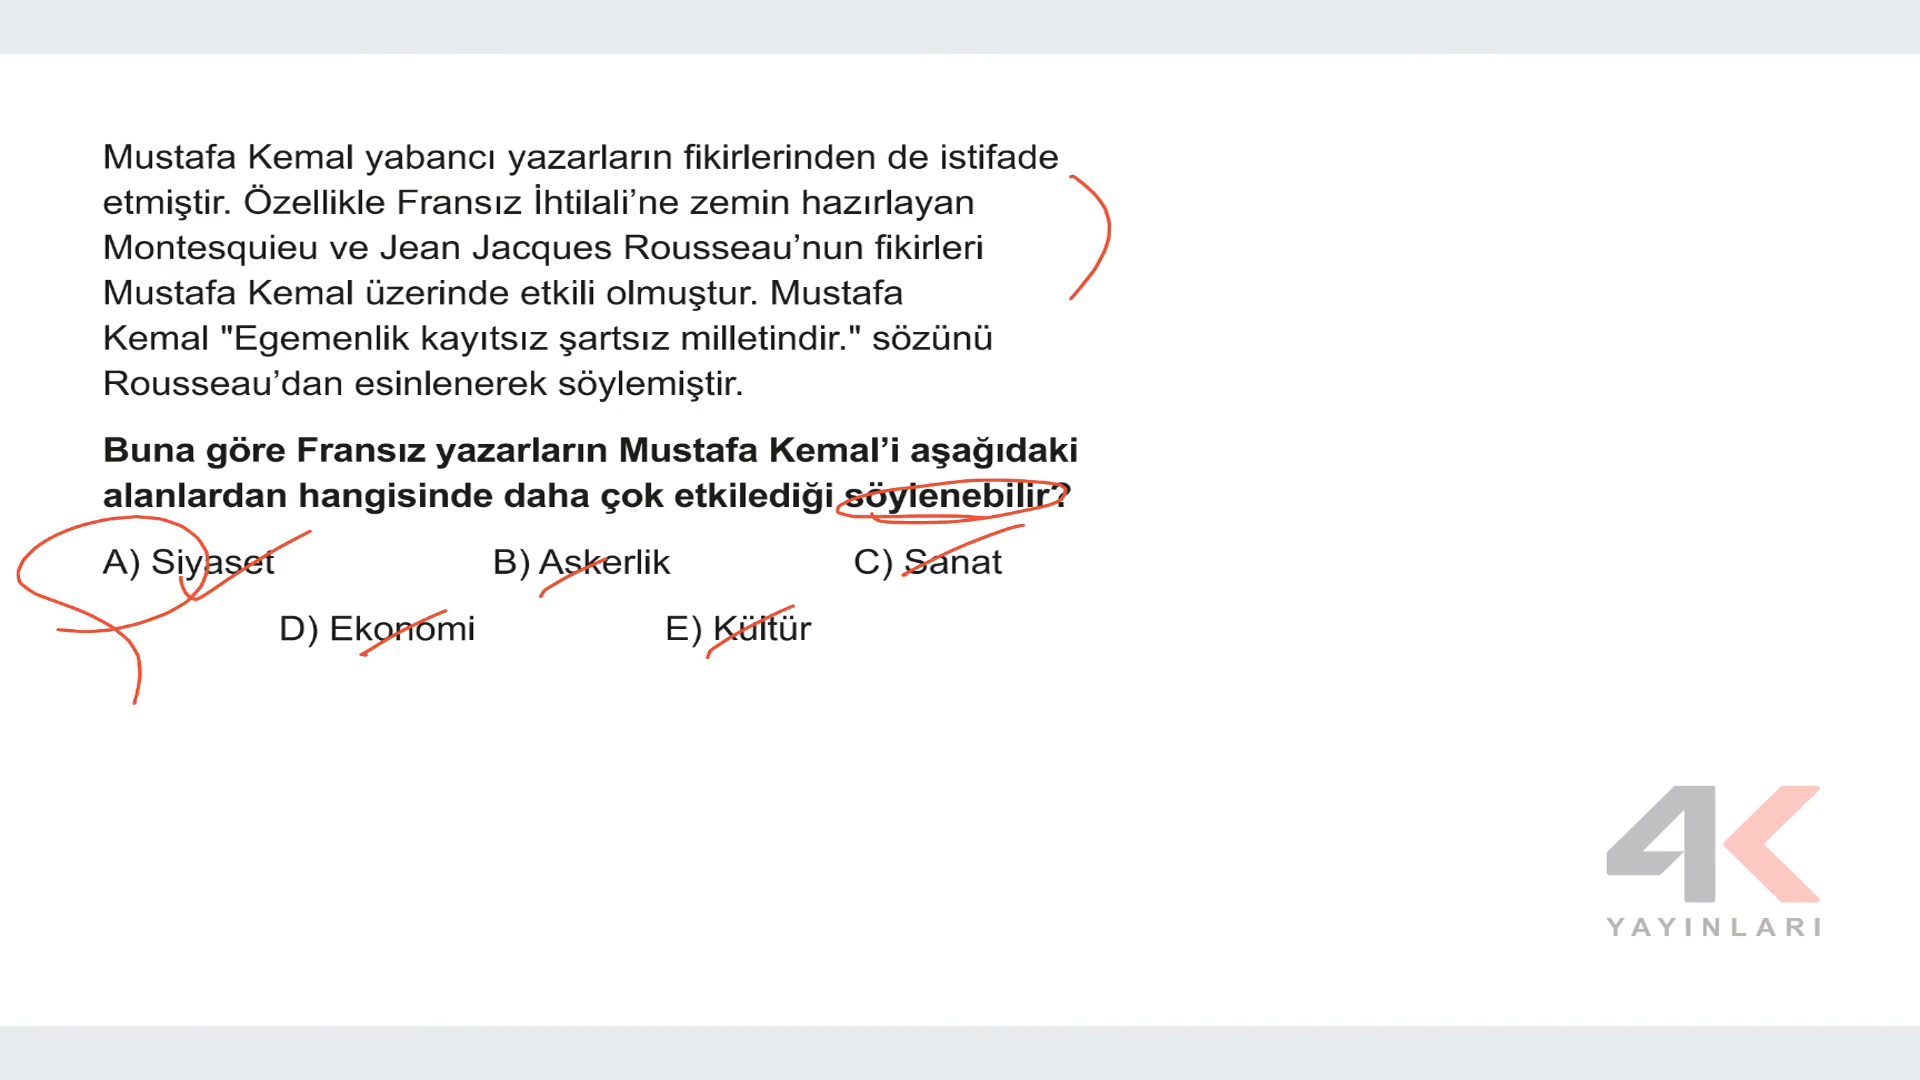 Mustafa Kemal yabancı yazarların fikirlerinden de istifade
etmiştir. Özellikle Fransız İhtilali’ne zemin hazırlayan
Montesquieu ve Jean Jacques Rousseau’nun fikirleri
Mustafa Kemal üzerinde etkili olmuştur. Mustafa
Kemal "Egemenlik kayıtsız şartsız milletindir." sözünü
Rousseau’dan esinlenerek söylemiştir.
Buna göre Fransız yazarların Mustafa Kemal’i aşağıdaki
alanlardan hangisinde daha çok etkilediği söylenebilir?
A) Siyaset B) Askerlik C) Sanat
D) Ekonomi E) Kültür
4K
YAYINLARI